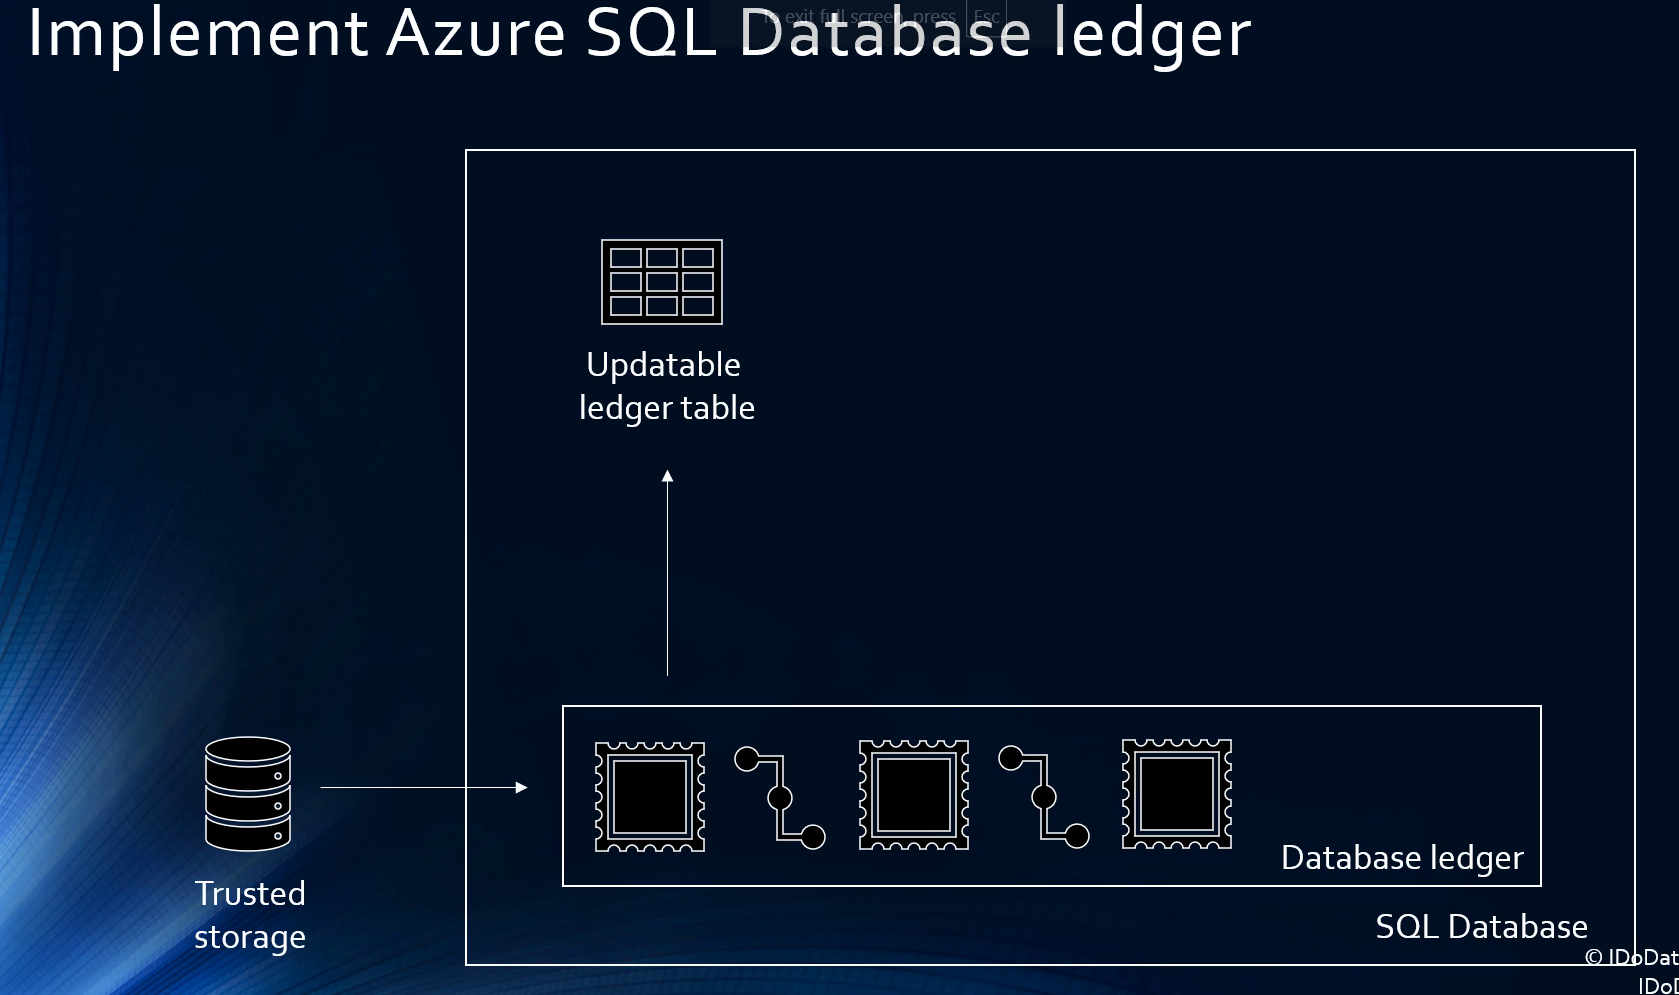 Implement Azure SQL Database ledger
To exit full screen, press Esc
Updatable
ledger table
Trusted
storage
Database ledger
SQL Database
© IDoDat
IDoD